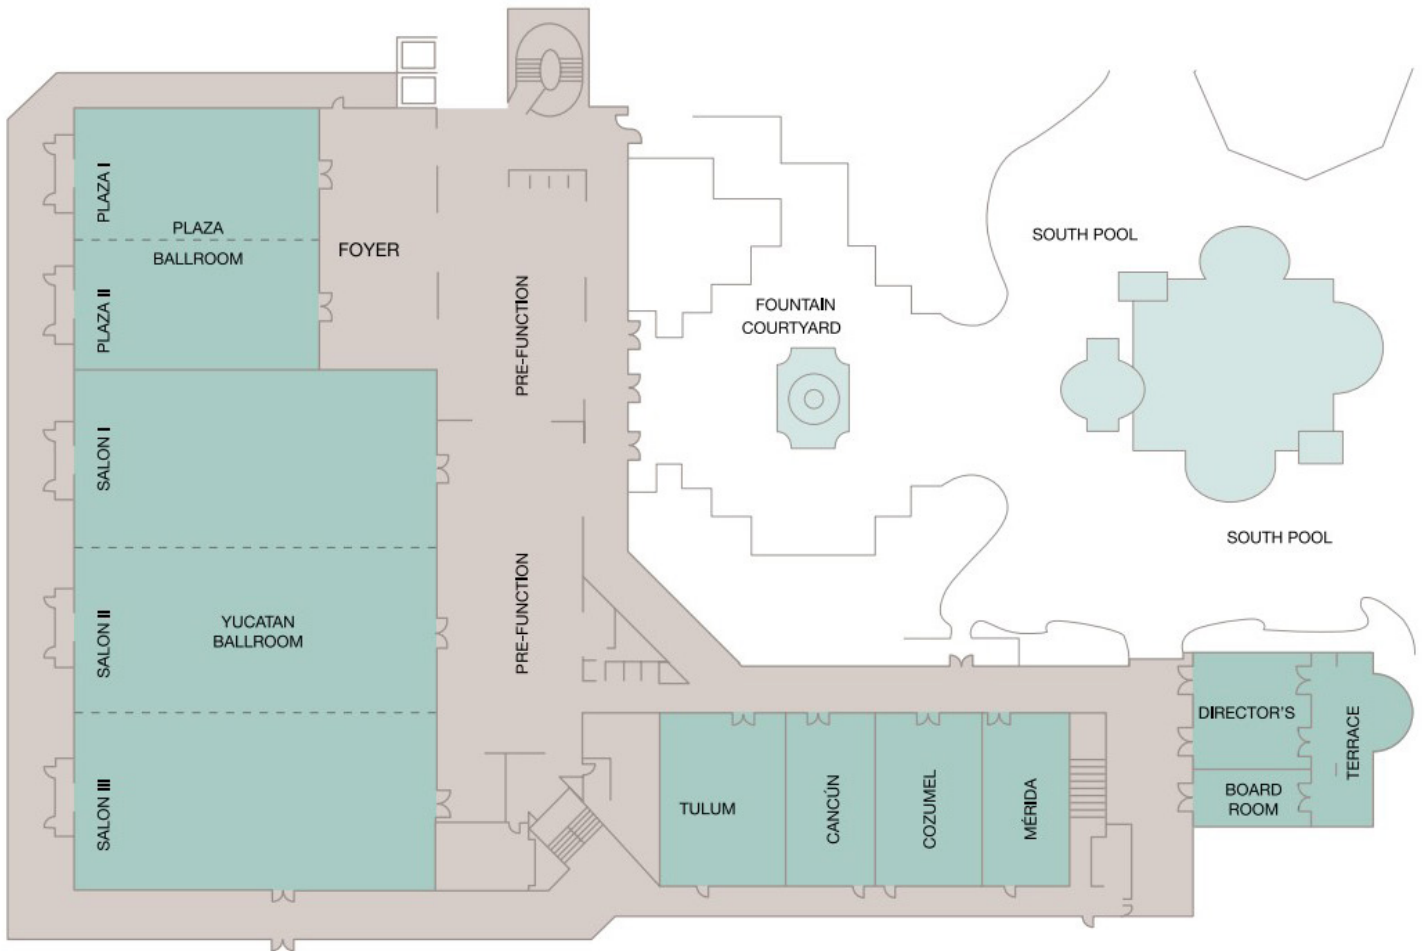 PLAZA I
PLAZA
BALLROOM
PLAZA II
FOYER
PRE-FUNCTION
FOUNTAIN
COURTYARD
SOUTH POOL
SOUTH POOL
SALON I
SALON II
YUCATAN
BALLROOM
PRE-FUNCTION
SALON III
TULUM
CANCÚN
COZUMEL
MÉRIDA
DIRECTOR'S
BOARD
ROOM
TERRACE